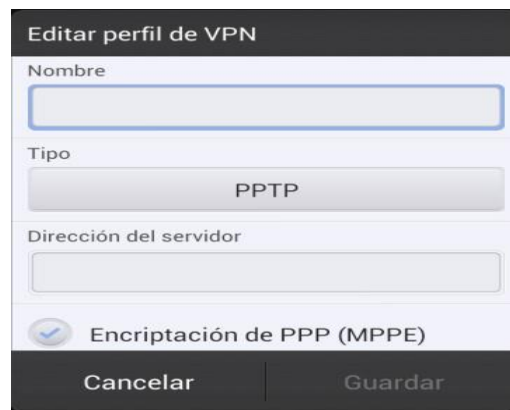 Editar perfil de VPN
Nombre
Tipo
PPTP
Dirección del servidor
Encriptación de PPP (MPPE)
Cancelar Guardar